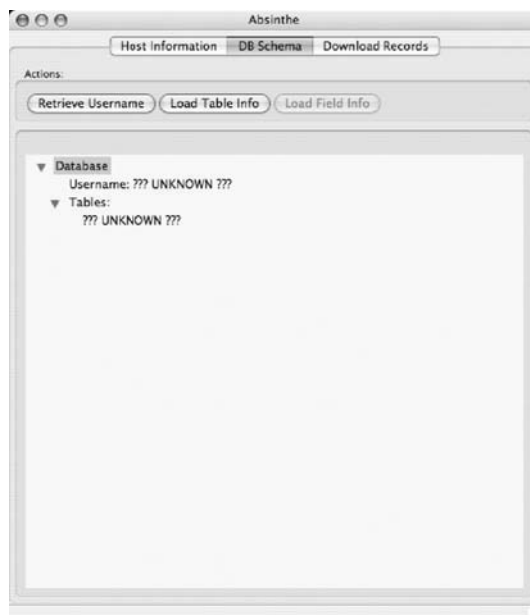 Absinthe
Host Information DB Schema Download Records
Actions:
Retrieve Username Load Table Info Load Field Info
Database
Username: ??? UNKNOWN ???
Tables:
??? UNKNOWN ???